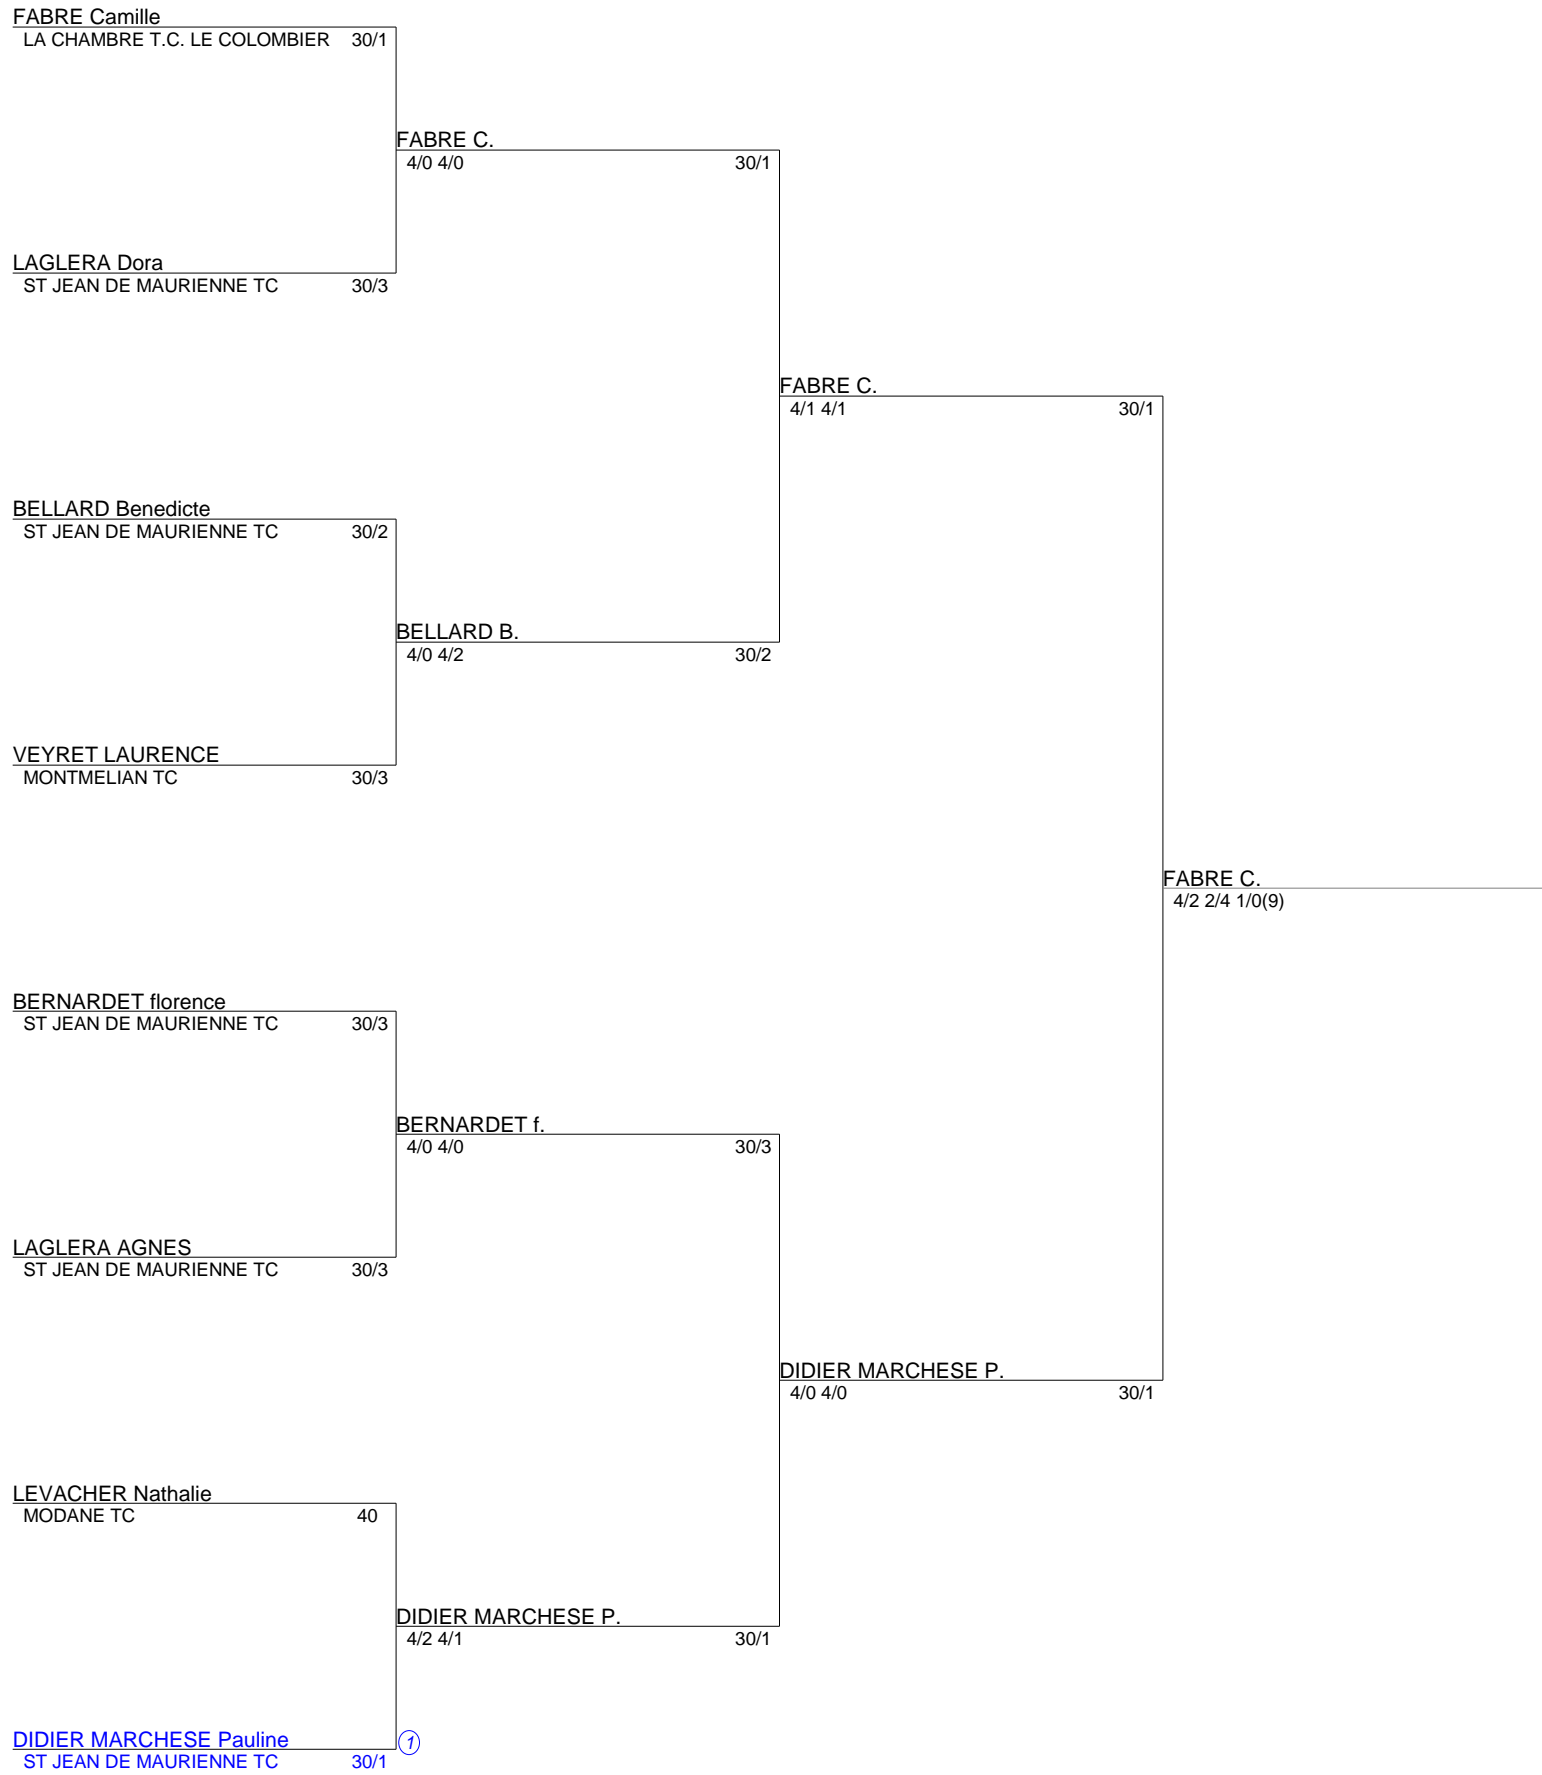 FABRE Camille
LA CHAMBRE T.C. LE COLOMBIER 30/1
FABRE C.
4/0 4/0 30/1
LAGLERA Dora
ST JEAN DE MAURIENNE TC 30/3
FABRE C.
4/1 4/1 30/1
BELLARD Benedicte
ST JEAN DE MAURIENNE TC 30/2
BELLARD B.
4/0 4/2 30/2
VEYRET LAURENCE
MONTMELIAN TC 30/3
FABRE C.
4/2 2/4 1/0(9)
BERNARDET florence
ST JEAN DE MAURIENNE TC 30/3
BERNARDET f.
4/0 4/0 30/3
LAGLERA AGNES
ST JEAN DE MAURIENNE TC 30/3
DIDIER MARCHESE P.
4/0 4/0 30/1
LEVACHER Nathalie
MODANE TC 40
DIDIER MARCHESE P.
4/2 4/1 30/1
DIDIER MARCHESE Pauline 1
ST JEAN DE MAURIENNE TC 30/1